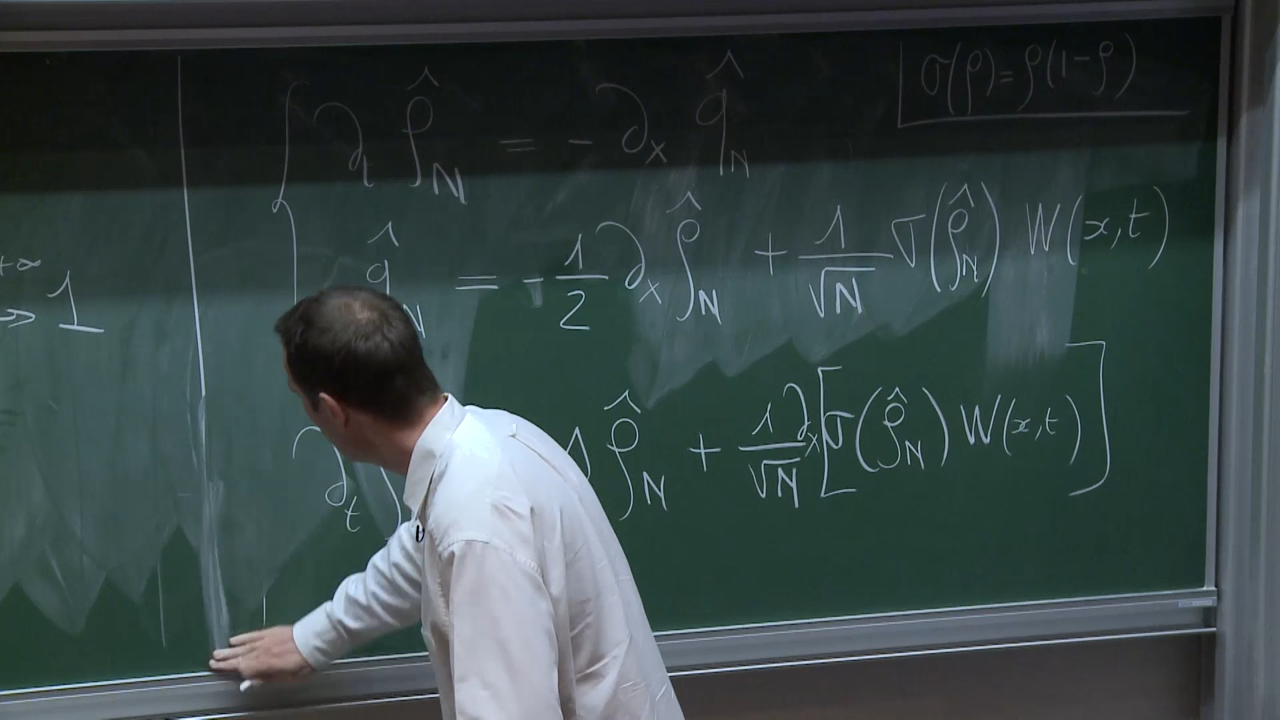 σ(ρ)=ρ(1-ρ)
∂_t ρ̂_N = - ∂_x q̂_N
q̂_N = - 1/2 ∂_x ρ̂_N + 1/√N σ(ρ̂_N) W(x,t)
+∞
→ 1
∂_t ρ̂_N + 1/√N ∂_x[σ(ρ̂_N) W(x,t)]